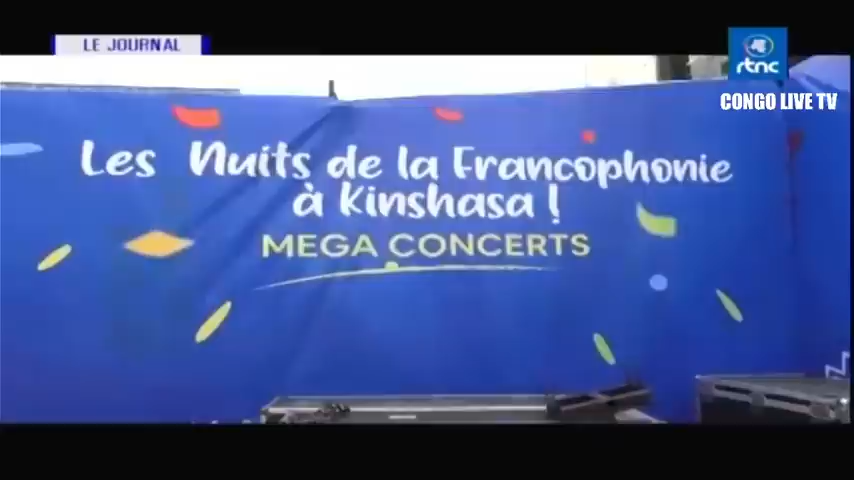 LE JOURNAL
rtnc
CONGO LIVE TV
Les Nuits de la Francophonie
à Kinshasa !
MEGA CONCERTS